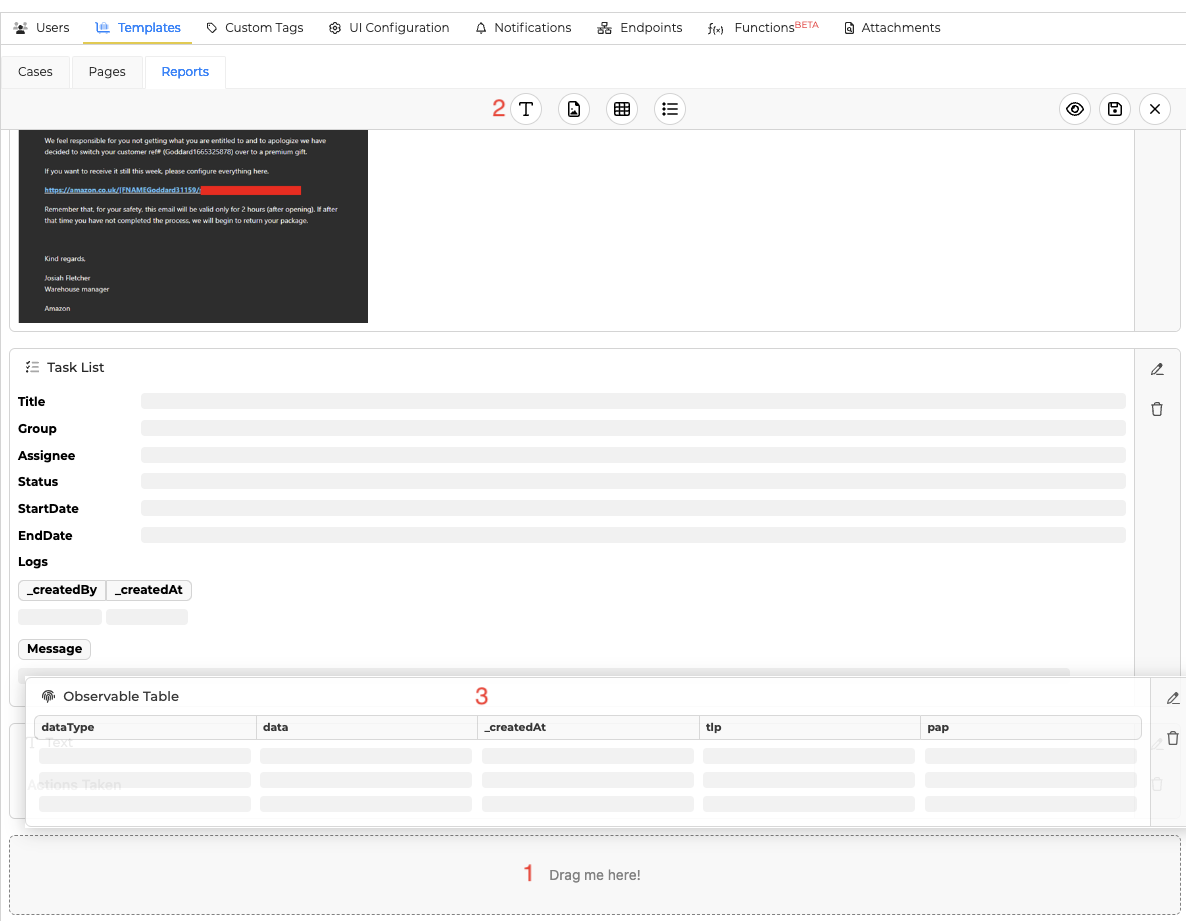 Users Templates Custom Tags UI Configuration Notifications Endpoints f(x) Functions BETA Attachments
Cases Pages Reports
2 T
We feel responsible for you not getting what you are entitled to and to apologize we have
decided to switch your customer ref# (Goddard1665325878) over to a premium gift.
If you want to receive it still this week, please configure everything here.
https://amazon.co.uk/[FNAMEGoddard31159/
Remember that, for your safety, this email will be valid only for 2 hours (after opening). If after
that time you have not completed the process, we will begin to return your package.
Kind regards,
Josiah Fletcher
Warehouse manager
Amazon
Task List
Title
Group
Assignee
Status
StartDate
EndDate
Logs
_createdBy _createdAt
Message
Observable Table 3
dataType data _createdAt tlp pap
T Text
Actions Taken
1 Drag me here!